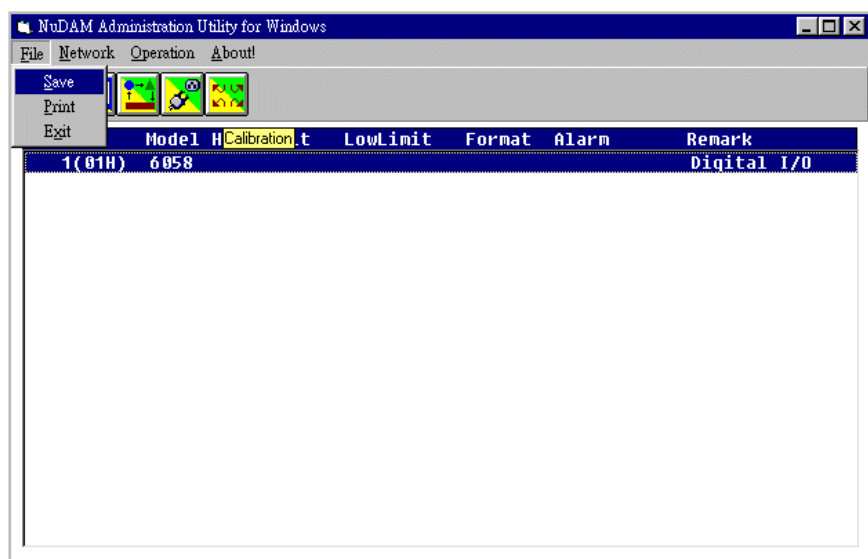 NuDAM Administration Utility for Windows
File Network Operation About!
Save
Print
Exit
Model H Calibration .t LowLimit Format Alarm Remark
1(01H) 6058 Digital I/O